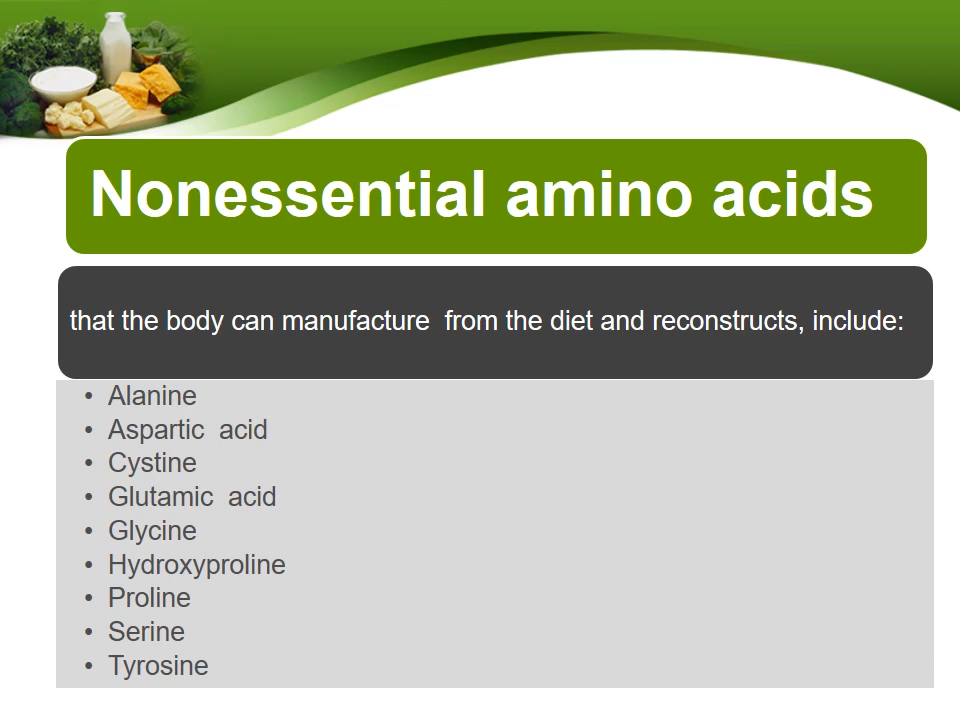 Nonessential amino acids
that the body can manufacture  from the diet and reconstructs, include:
• Alanine
• Aspartic  acid
• Cystine
• Glutamic  acid
• Glycine
• Hydroxyproline
• Proline
• Serine
• Tyrosine